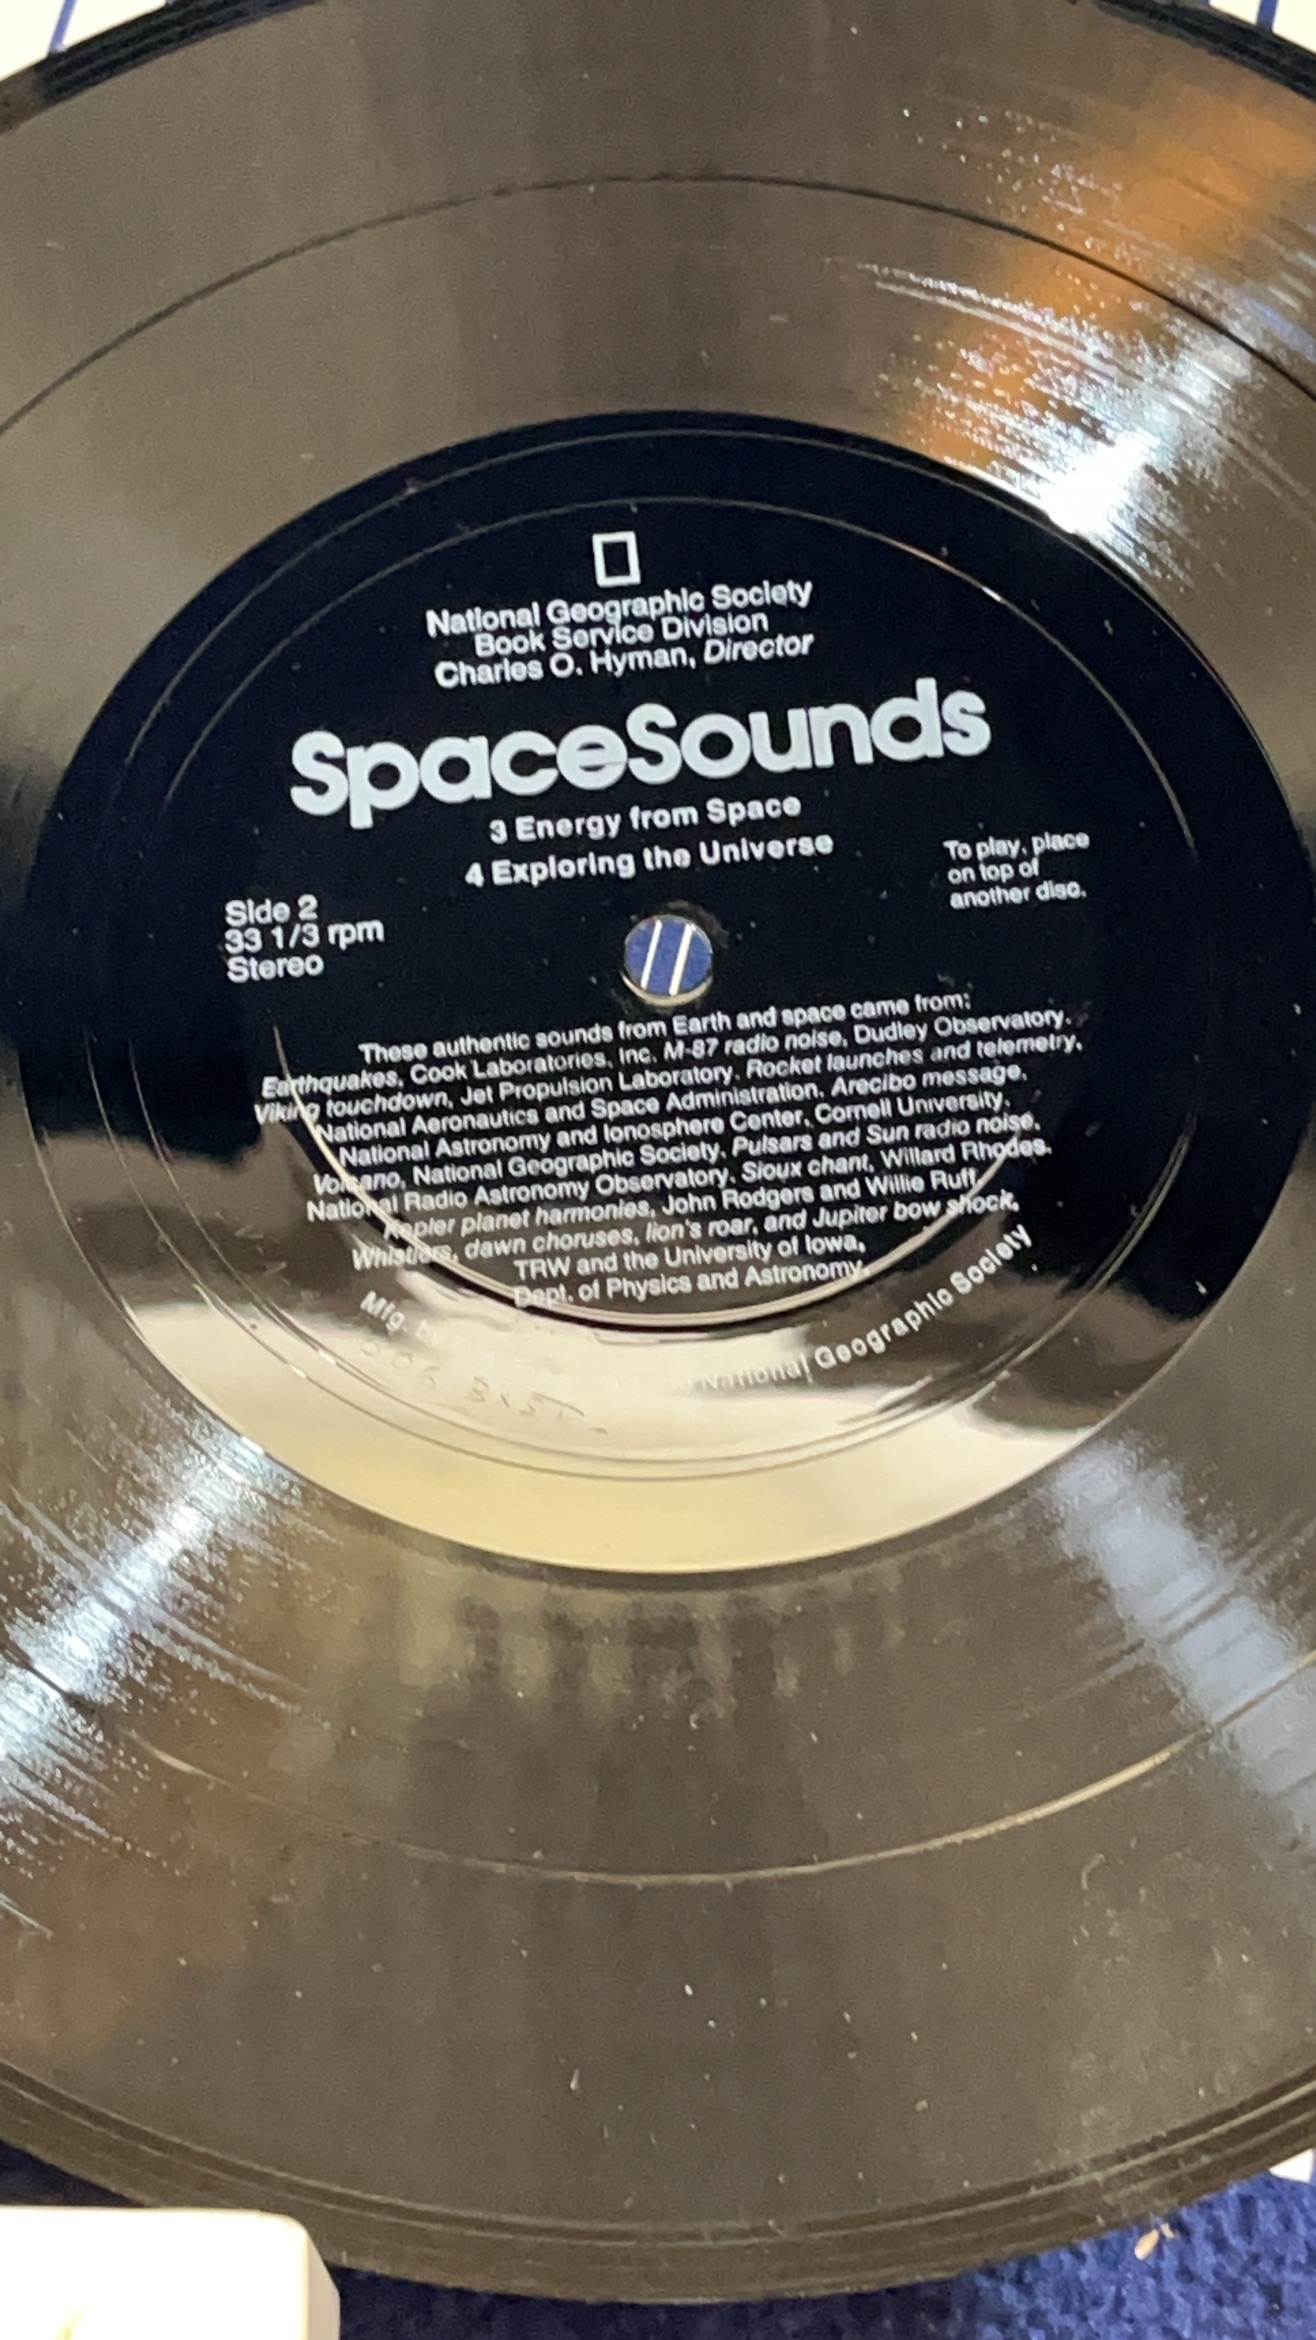 National Geographic Society
Book Service Division
Charles O. Hyman, Director
SpaceSounds
3 Energy from Space
4 Exploring the Universe
To play, place
on top of
another disc.
Side 2
33 1/3 rpm
Stereo
These authentic sounds from Earth and space came from:
Earthquakes, Cook Laboratories, Inc. M-87 radio noise, Dudley Observatory.
Viking touchdown, Jet Propulsion Laboratory. Rocket launches and telemetry,
National Aeronautics and Space Administration. Arecibo message,
National Astronomy and Ionosphere Center, Cornell University.
Volcano, National Geographic Society. Pulsars and Sun radio noise,
National Radio Astronomy Observatory. Sioux chant, Willard Rhodes.
Kepler planet harmonies, John Rodgers and Willie Ruff.
Whistlers, dawn choruses, lion's roar, and Jupiter bow shock,
TRW and the University of Iowa,
Dept. of Physics and Astronomy.
Mfg. National Geographic Society